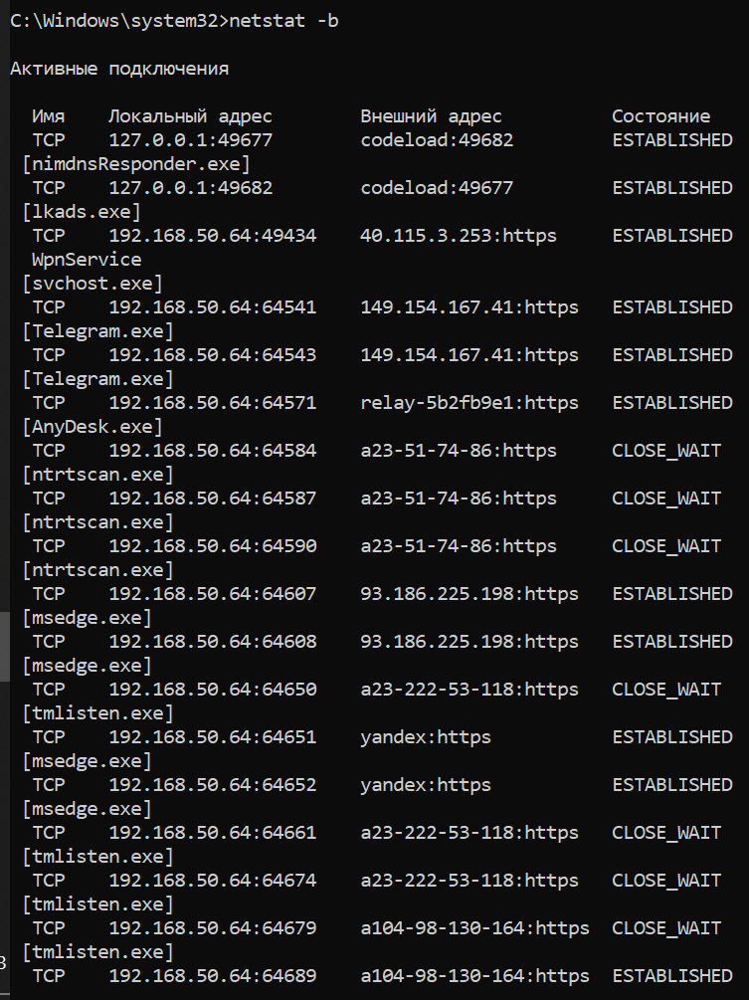 C:\Windows\system32>netstat -b
Активные подключения
Имя Локальный адрес Внешний адрес Состояние
TCP 127.0.0.1:49677 codeload:49682 ESTABLISHED
[nimdnsResponder.exe]
TCP 127.0.0.1:49682 codeload:49677 ESTABLISHED
[lkads.exe]
TCP 192.168.50.64:49434 40.115.3.253:https ESTABLISHED
WpnService
[svchost.exe]
TCP 192.168.50.64:64541 149.154.167.41:https ESTABLISHED
[Telegram.exe]
TCP 192.168.50.64:64543 149.154.167.41:https ESTABLISHED
[Telegram.exe]
TCP 192.168.50.64:64571 relay-5b2fb9e1:https ESTABLISHED
[AnyDesk.exe]
TCP 192.168.50.64:64584 a23-51-74-86:https CLOSE_WAIT
[ntrtscan.exe]
TCP 192.168.50.64:64587 a23-51-74-86:https CLOSE_WAIT
[ntrtscan.exe]
TCP 192.168.50.64:64590 a23-51-74-86:https CLOSE_WAIT
[ntrtscan.exe]
TCP 192.168.50.64:64607 93.186.225.198:https ESTABLISHED
[msedge.exe]
TCP 192.168.50.64:64608 93.186.225.198:https ESTABLISHED
[msedge.exe]
TCP 192.168.50.64:64650 a23-222-53-118:https CLOSE_WAIT
[tmlisten.exe]
TCP 192.168.50.64:64651 yandex:https ESTABLISHED
[msedge.exe]
TCP 192.168.50.64:64652 yandex:https ESTABLISHED
[msedge.exe]
TCP 192.168.50.64:64661 a23-222-53-118:https CLOSE_WAIT
[tmlisten.exe]
TCP 192.168.50.64:64674 a23-222-53-118:https CLOSE_WAIT
[tmlisten.exe]
TCP 192.168.50.64:64679 a104-98-130-164:https CLOSE_WAIT
[tmlisten.exe]
TCP 192.168.50.64:64689 a104-98-130-164:https ESTABLISHED